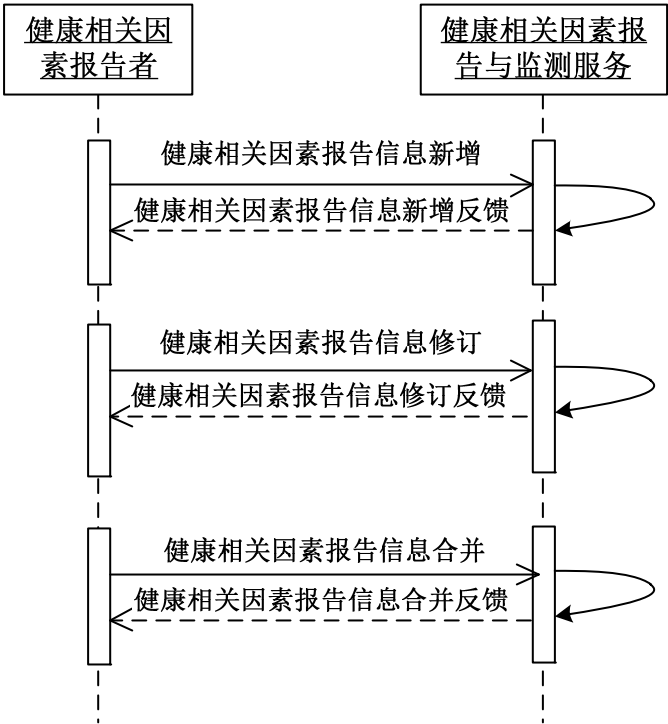 健康相关因
素报告者
健康相关因素报
告与监测服务
健康相关因素报告信息新增
健康相关因素报告信息新增反馈
健康相关因素报告信息修订
健康相关因素报告信息修订反馈
健康相关因素报告信息合并
健康相关因素报告信息合并反馈